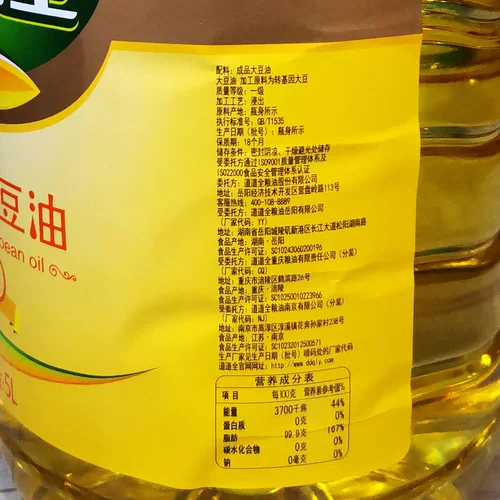 豆油
bean oil
5L
配料：成品大豆油
大豆油 加工原料为转基因大豆
质量等级：一级
加工工艺：浸出
原料产地：瓶身所示
执行标准号：GB/T1535
生产日期（批号）：瓶身所示
保质期：18个月
储存条件：密封阴凉、干燥避光处储存
受委托方通过ISO9001质量管理体系及
ISO22000食品安全管理体系认证
委托方：道道全粮油股份有限公司
地址：岳阳经济技术开发区营盘岭路113号
客服热线：400-108-8889
受委托方：道道全粮油岳阳有限公司
（厂家代码：YY）
地址：湖南省岳阳城陵矶新港区长江大道松阳湖南路
食品产地：湖南·岳阳
食品生产许可证：SC10243060200196
受委托方：道道全重庆粮油有限责任公司（分装）
（厂家代码：CQ）
地址：重庆市涪陵区鹤滨路26号
食品产地：重庆·涪陵
食品生产许可证：SC10250010223966
受委托方：道道全粮油南京有限公司（分装）
（厂家代码：NJ）
地址：南京市高淳区淳溪镇花奔孙家村238号
食品产地：江苏·南京
食品生产许可证：SC10232012500571
生产厂家见生产日期（批号）喷码处的厂家代码
道道全官网网址：http://www.ddqly.com
营养成分表
项目 每100克 营养素参考值%
能量 3700千焦 44%
蛋白质 0克 0%
脂肪 99.9克 167%
碳水化合物 0克 0%
钠 0毫克 0%